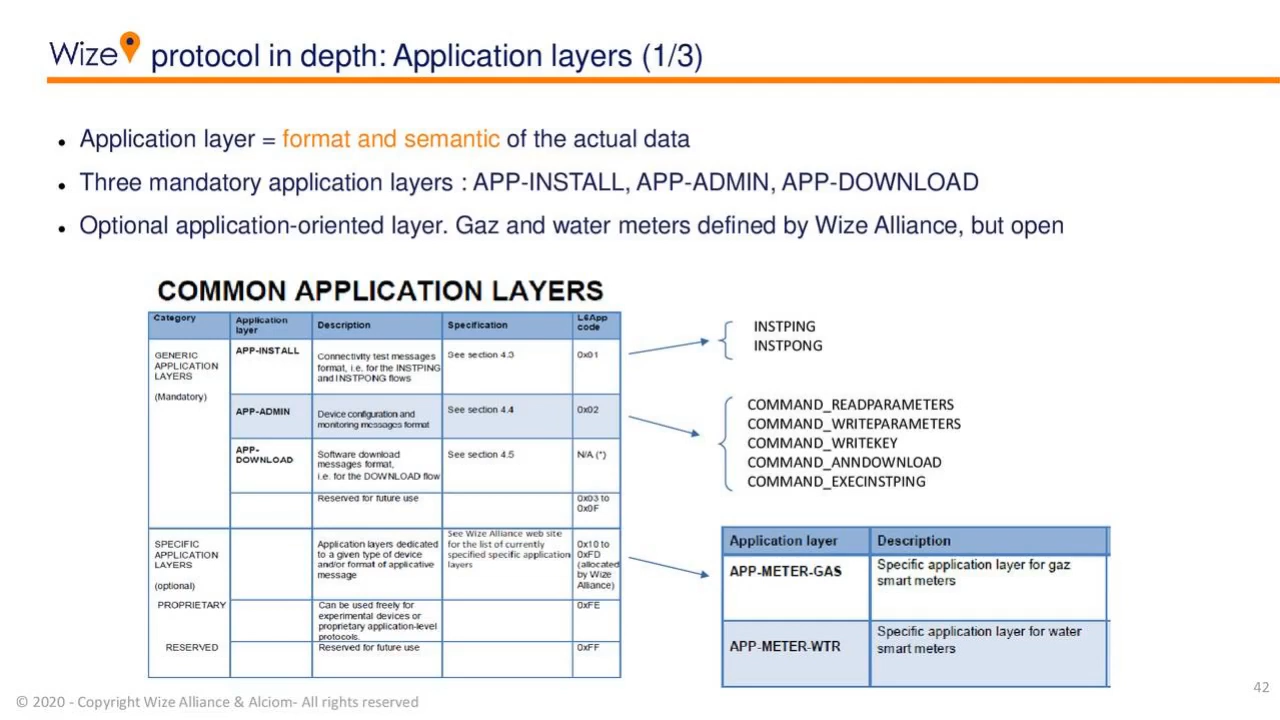 Wize protocol in depth: Application layers (1/3)
• Application layer = format and semantic of the actual data
• Three mandatory application layers : APP-INSTALL, APP-ADMIN, APP-DOWNLOAD
• Optional application-oriented layer. Gaz and water meters defined by Wize Alliance, but open
COMMON APPLICATION LAYERS
Category
Application
layer
Description
Specification
L6App
code
GENERIC
APPLICATION
LAYERS
(Mandatory)
APP-INSTALL
Connectivity test messages
format, i.e. for the INSTPING
and INSTPONG flows
See section 4.3
0x01
APP-ADMIN
Device configuration and
monitoring messages format
See section 4.4
0x02
APP-
DOWNLOAD
Software download
messages format,
i.e. for the DOWNLOAD flow
See section 4.5
N/A (*)
Reserved for future use
0x03 to
0x0F
SPECIFIC
APPLICATION
LAYERS
(optional)
Application layers dedicated
to a given type of device
and/or format of applicative
message
See Wize Alliance web site
for the list of currently
specified specific application
layers
0x10 to
0xFD
(allocated
by Wize
Alliance)
PROPRIETARY
Can be used freely for
experimental devices or
proprietary application-level
protocols.
0xFE
RESERVED
Reserved for future use
0xFF
INSTPING
INSTPONG
COMMAND_READPARAMETERS
COMMAND_WRITEPARAMETERS
COMMAND_WRITEKEY
COMMAND_ANNDOWNLOAD
COMMAND_EXECINSTPING
Application layer
Description
APP-METER-GAS
Specific application layer for gaz
smart meters
APP-METER-WTR
Specific application layer for water
smart meters
© 2020 - Copyright Wize Alliance & Alciom- All rights reserved
42